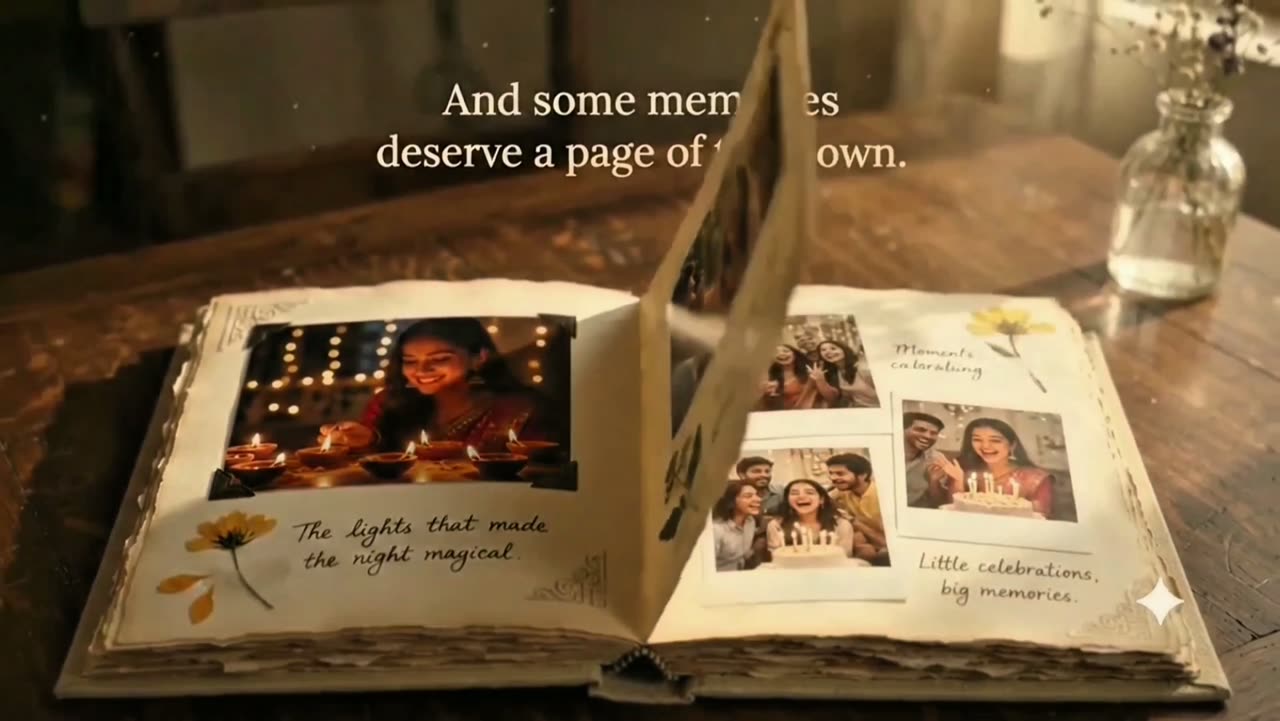 And some mem es
deserve a page of t own.
The lights that made
the night magical.
Moments
Little celebrations,
big memories.